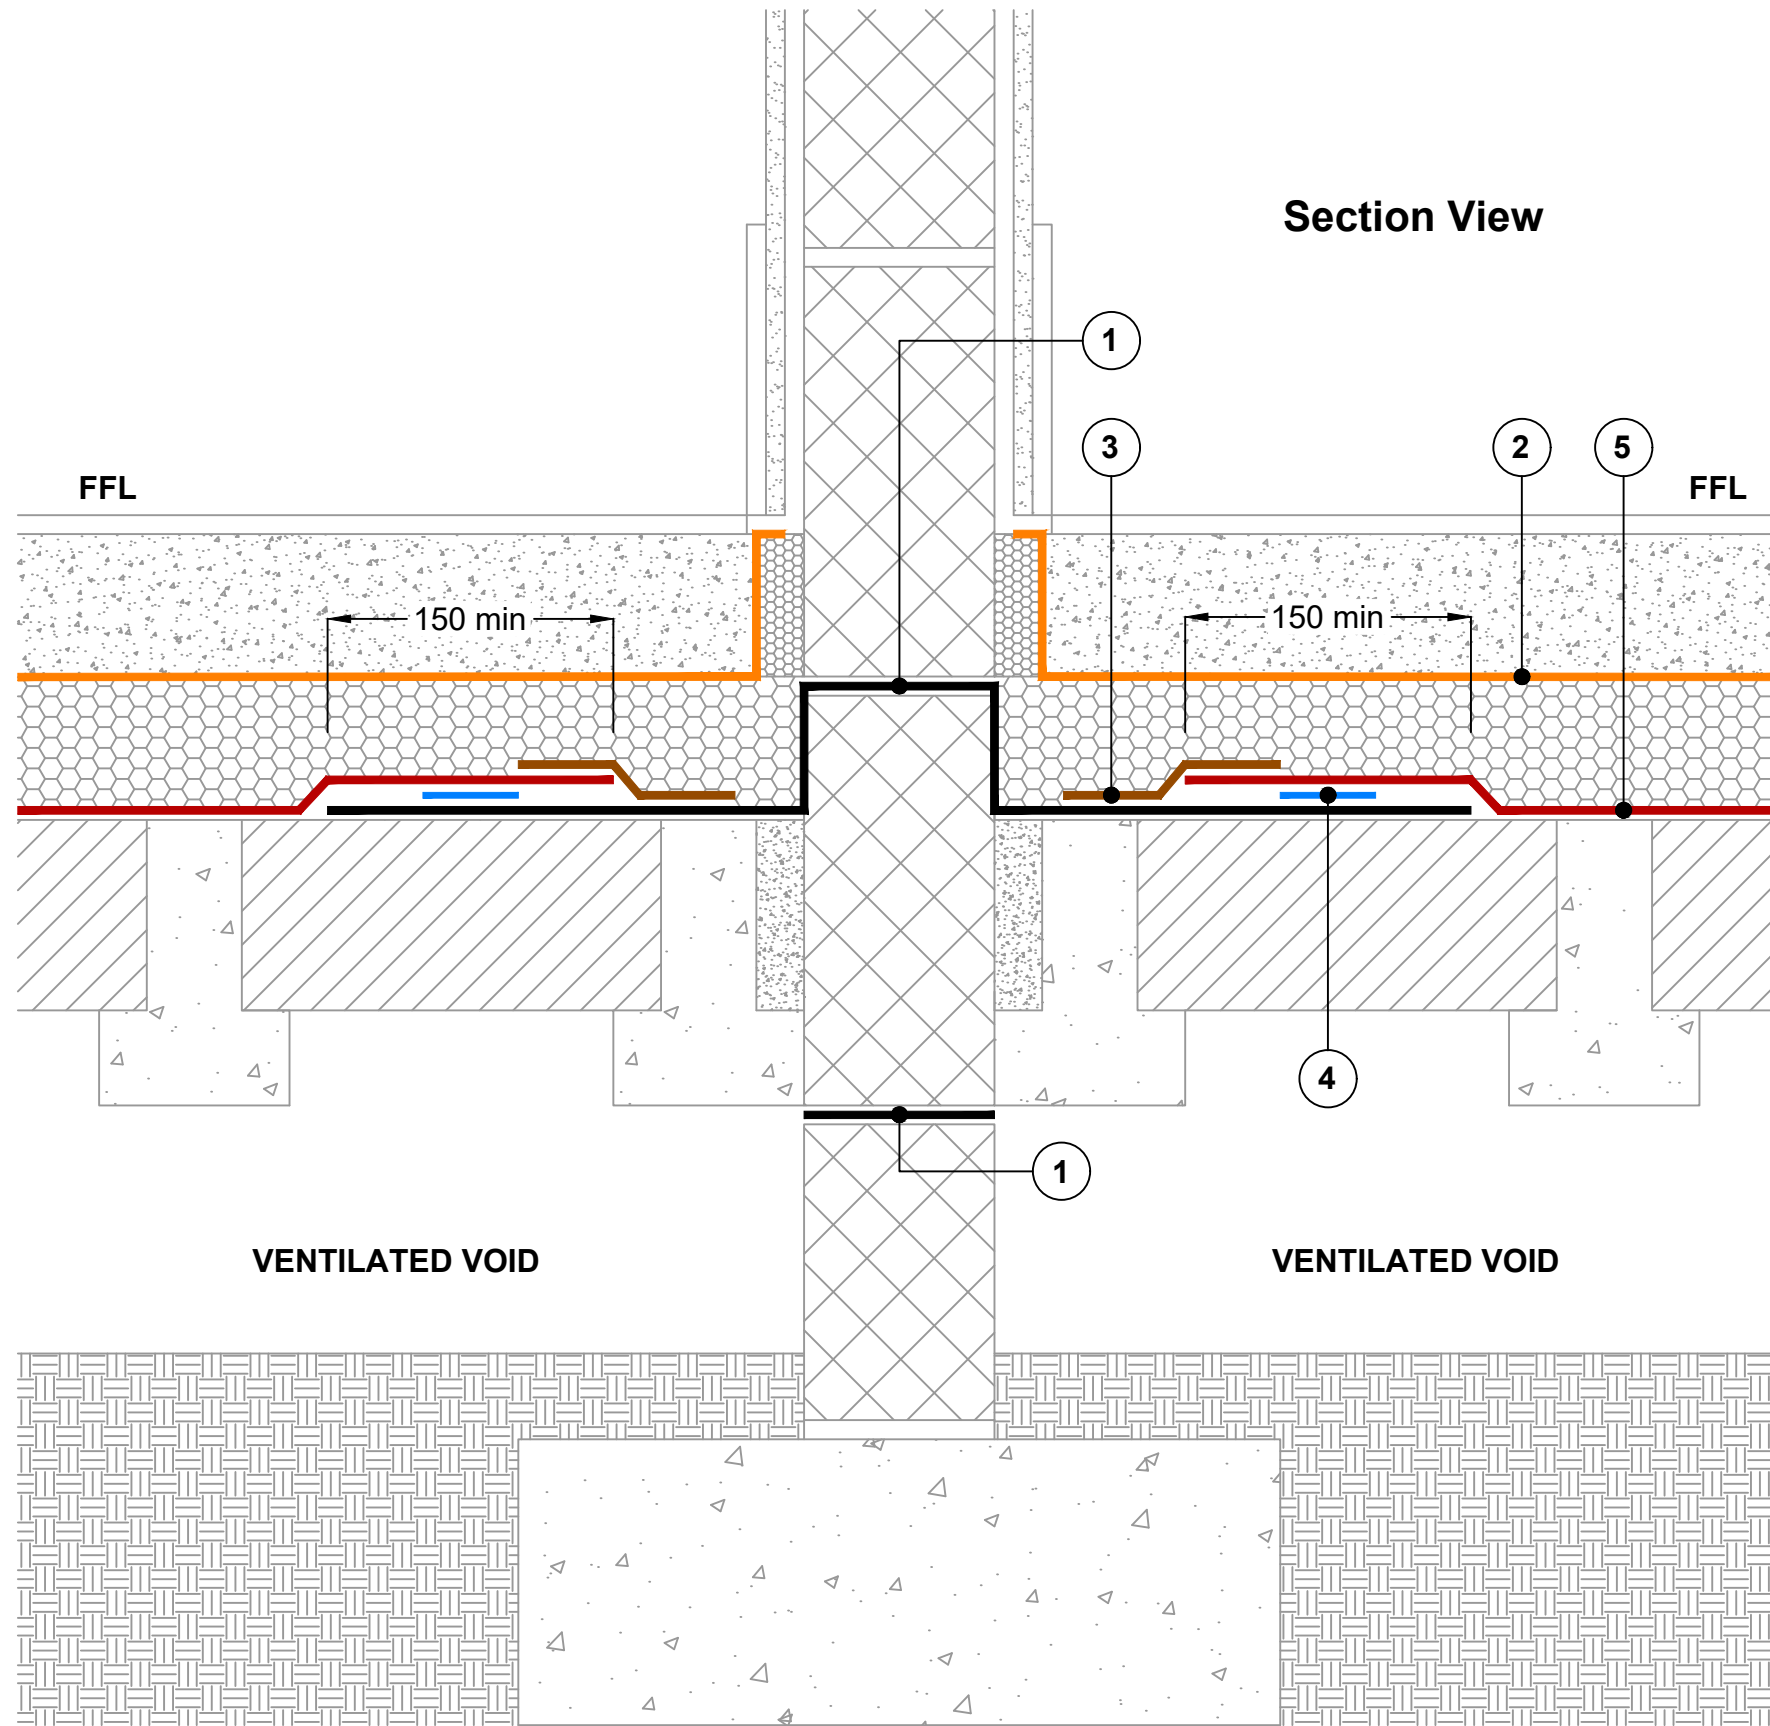 Section View
1
3
2
5
FFL
FFL
150 min
150 min
4
1
VENTILATED VOID
VENTILATED VOID